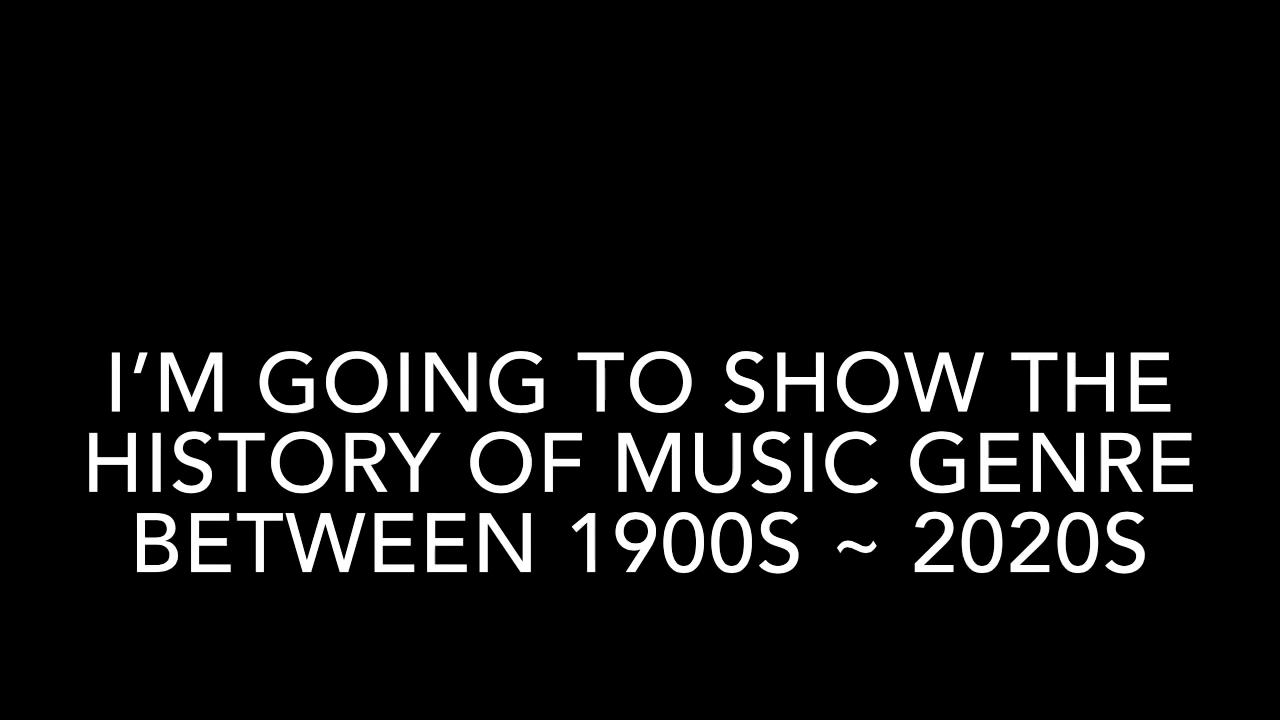 I’M GOING TO SHOW THE
HISTORY OF MUSIC GENRE
BETWEEN 1900S ~ 2020S